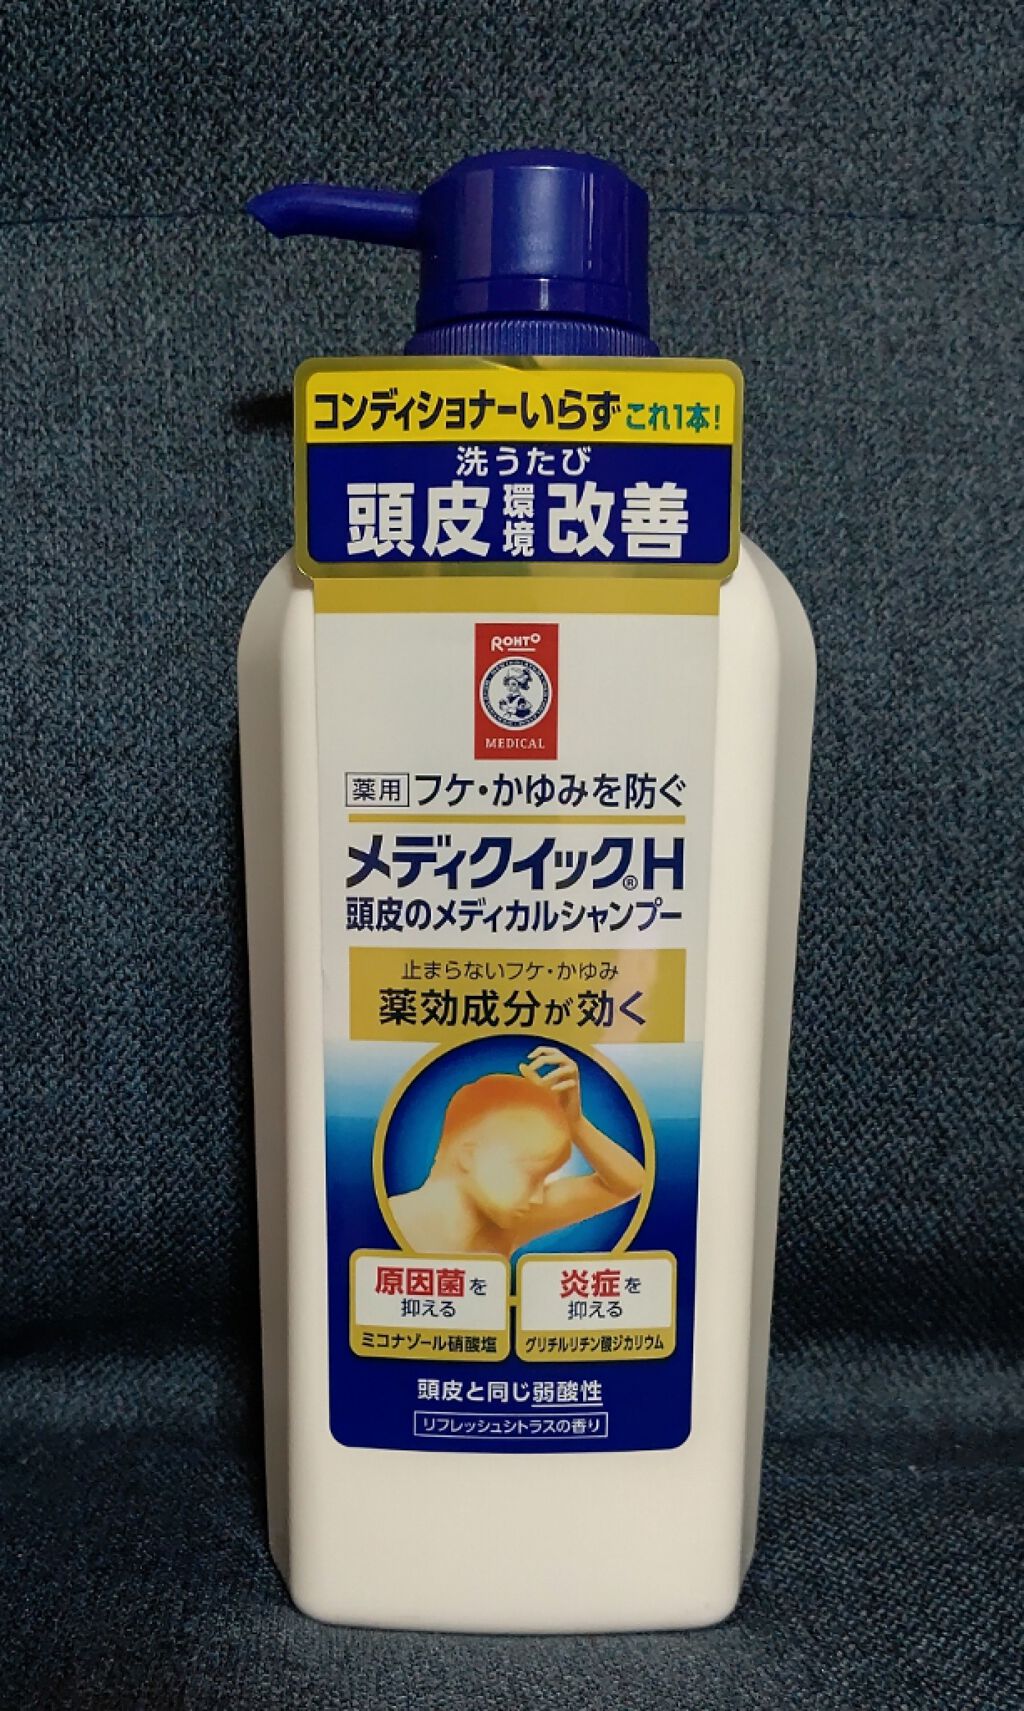 コンディショナーいらず これ1本!
洗うたび
頭皮環境改善
ROHTO
MEDICAL
薬用 フケ・かゆみを防ぐ
メディクイック®H
頭皮のメディカルシャンプー
止まらないフケ・かゆみ
薬効成分が効く
原因菌を
抑える
ミコナゾール硝酸塩
炎症を
抑える
グリチルリチン酸ジカリウム
頭皮と同じ弱酸性
リフレッシュシトラスの香り